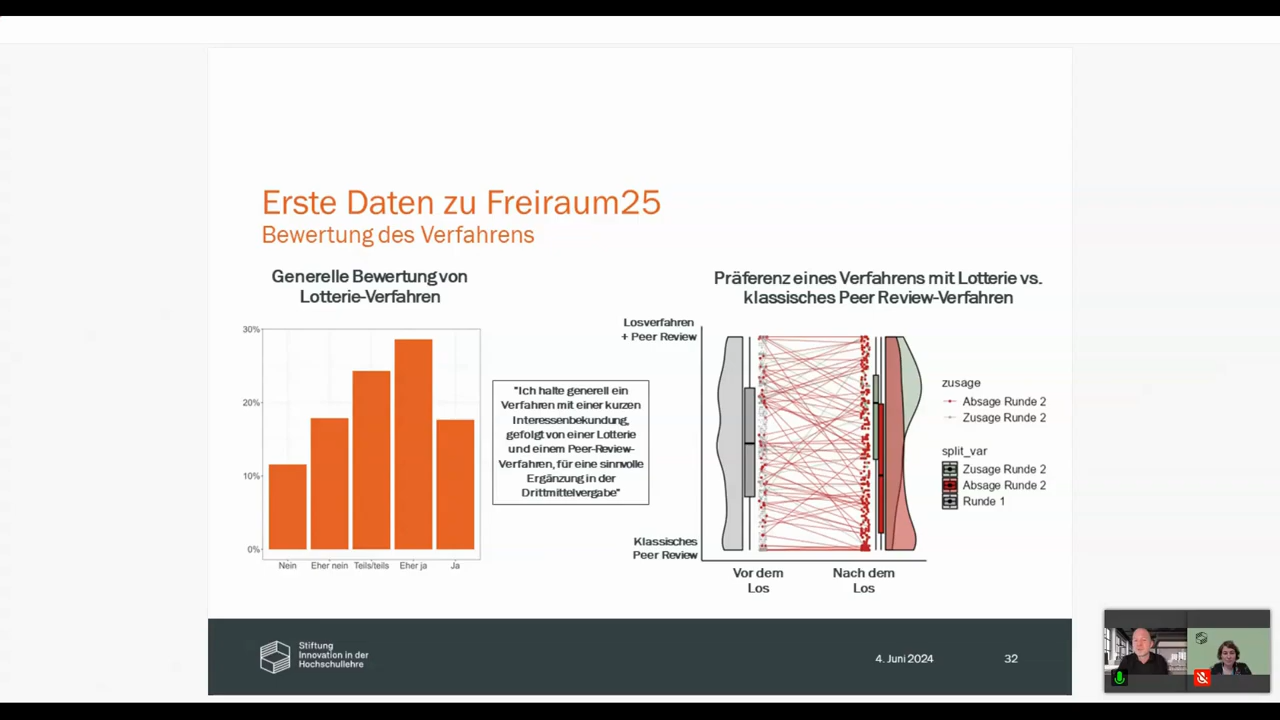 Erste Daten zu Freiraum25
Bewertung des Verfahrens
Generelle Bewertung von
Lotterie-Verfahren
30%
20%
10%
0%
Nein
Eher nein
Teils/teils
Eher ja
Ja
"Ich halte generell ein
Verfahren mit einer kurzen
Interessenbekundung,
gefolgt von einer Lotterie
und einem Peer-Review-
Verfahren, für eine sinnvolle
Ergänzung in der
Drittmittelvergabe"
Präferenz eines Verfahrens mit Lotterie vs.
klassisches Peer Review-Verfahren
Losverfahren
+ Peer Review
Klassisches
Peer Review
Vor dem
Los
Nach dem
Los
zusage
Absage Runde 2
Zusage Runde 2
split_var
Zusage Runde 2
Absage Runde 2
Runde 1
Stiftung
Innovation in der
Hochschullehre
4. Juni 2024
32